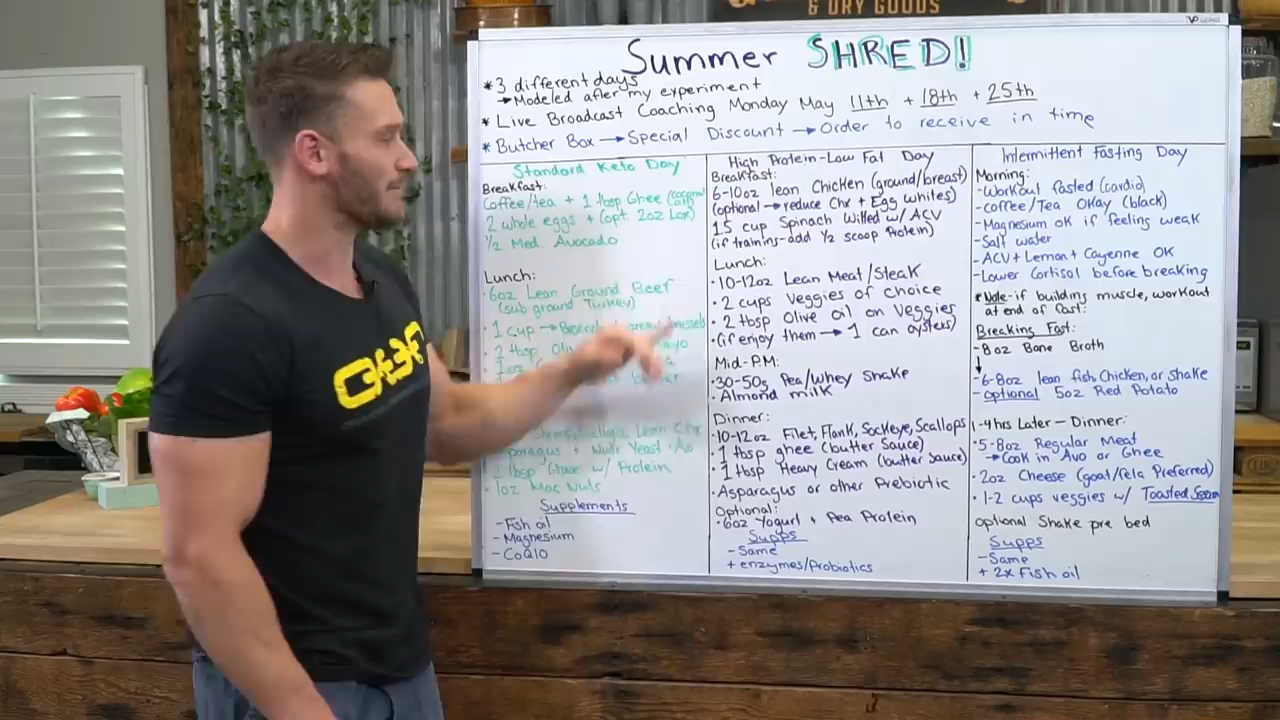 & DRY GOODS
Summer SHRED!
* 3 different days
→ Modeled after my experiment
* Live Broadcast Coaching Monday May 11th + 18th + 25th
* Butcher Box → Special Discount → Order to receive in time
Standard Keto Day
Breakfast:
Coffee/tea + 1 tbsp Ghee
2 whole eggs + (opt. 2oz Lox)
1/2 Med Avocado
Lunch:
• 6oz Lean Ground Beef
(sub ground Turkey)
• 1 cup →
• 2 tbsp
Lean
Asparagus + Nutr Yeast + Avo
w/ Protein
• 1oz Mac Nuts
Supplements
- Fish oil
- Magnesium
- CoQ10
High Protein-Low Fat Day
Breakfast:
6-10oz lean Chicken (ground/breast)
(optional → reduce Chx + Egg whites)
1.5 cup Spinach Wilted w/ ACV
(if training-add 1/2 scoop Protein)
Lunch:
• 10-12oz Lean Meat/Steak
• 2 cups Veggies of choice
• 2 tbsp Olive oil on Veggies
• (if enjoy them → 1 can oysters)
Mid-P.M:
• 30-50g Pea/Whey Shake
• Almond milk
Dinner:
• 10-12oz Filet, Flank, Sockeye, Scallops
• 1 tbsp ghee (butter sauce)
• 1 tbsp Heavy Cream (butter sauce)
• Asparagus or other Prebiotic
Optional:
• 6oz Yogurt + Pea Protein
Supps
- Same
+ enzymes/Probiotics
Intermittent Fasting Day
Morning:
- Workout fasted (cardio)
- coffee/Tea OKay (black)
- Magnesium ok if feeling weak
- Salt water
- ACV + Lemon + Cayenne OK
- Lower Cortisol before breaking
* Note - if building muscle, workout
at end of fast.
Breaking Fast:
- 8oz Bone Broth
- 6-8oz lean fish, Chicken, or shake
- optional 5oz Red Potato
1-4hrs Later - Dinner:
• 5-8oz Regular Meat
→ Cook in Avo or Ghee
• 2oz Cheese (goat/feta Preferred)
• 1-2 cups veggies w/ Toasted
Optional Shake pre bed
Supps
- Same
+ 2x Fish oil